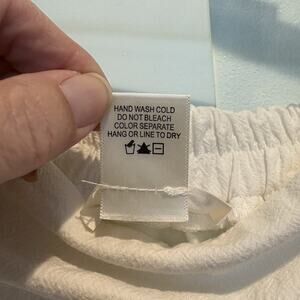 HAND WASH COLD
DO NOT BLEACH
COLOR SEPARATE
HANG OR LINE TO DRY